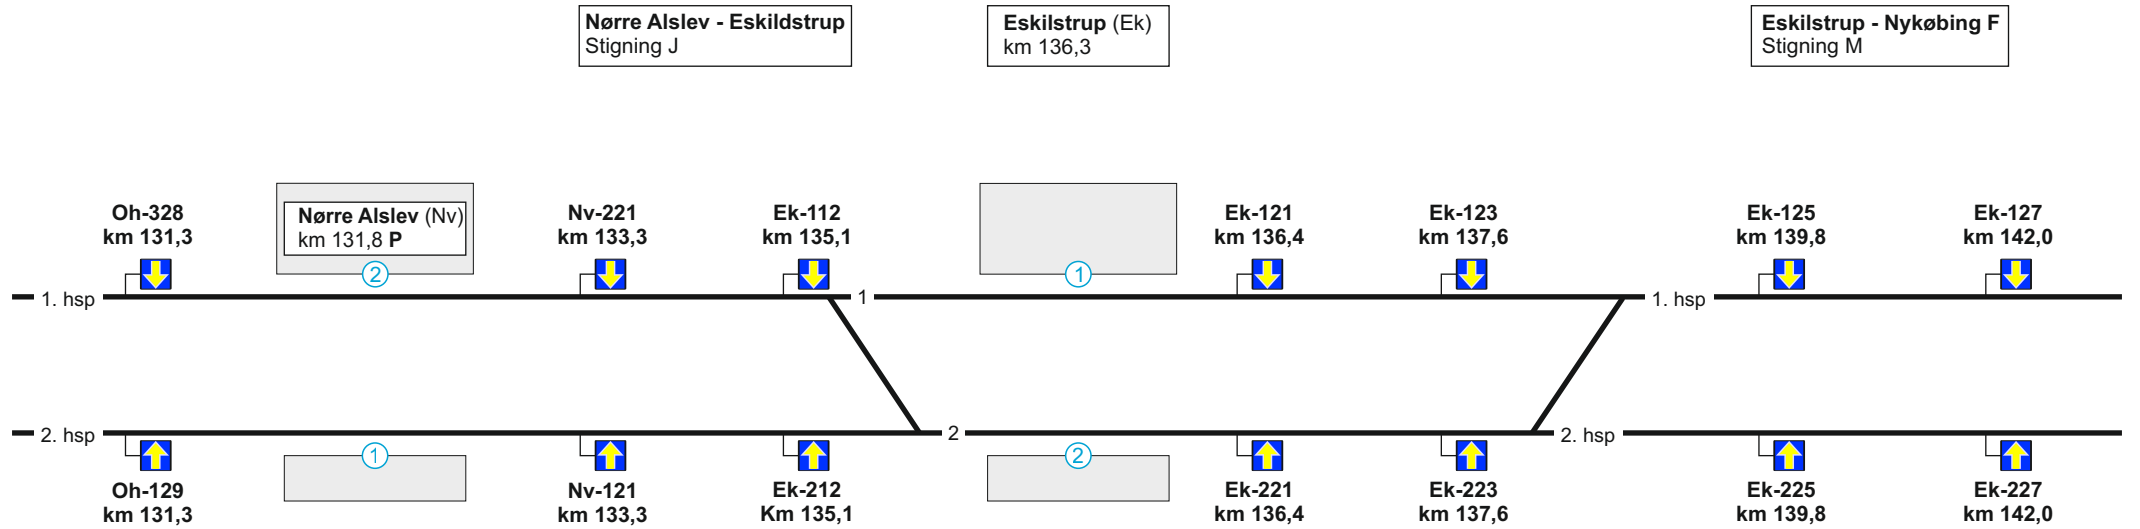 Nørre Alslev - Eskildstrup
Stigning J
Eskilstrup (Ek)
km 136,3
Eskilstrup - Nykøbing F
Stigning M
Oh-328
km 131,3
Nørre Alslev (Nv)
km 131,8 P
2
Nv-221
km 133,3
Ek-112
km 135,1
1
Ek-121
km 136,4
Ek-123
km 137,6
Ek-125
km 139,8
Ek-127
km 142,0
1. hsp
1
1. hsp
2. hsp
2
2. hsp
1
2
Oh-129
km 131,3
Nv-121
km 133,3
Ek-212
Km 135,1
Ek-221
km 136,4
Ek-223
km 137,6
Ek-225
km 139,8
Ek-227
km 142,0